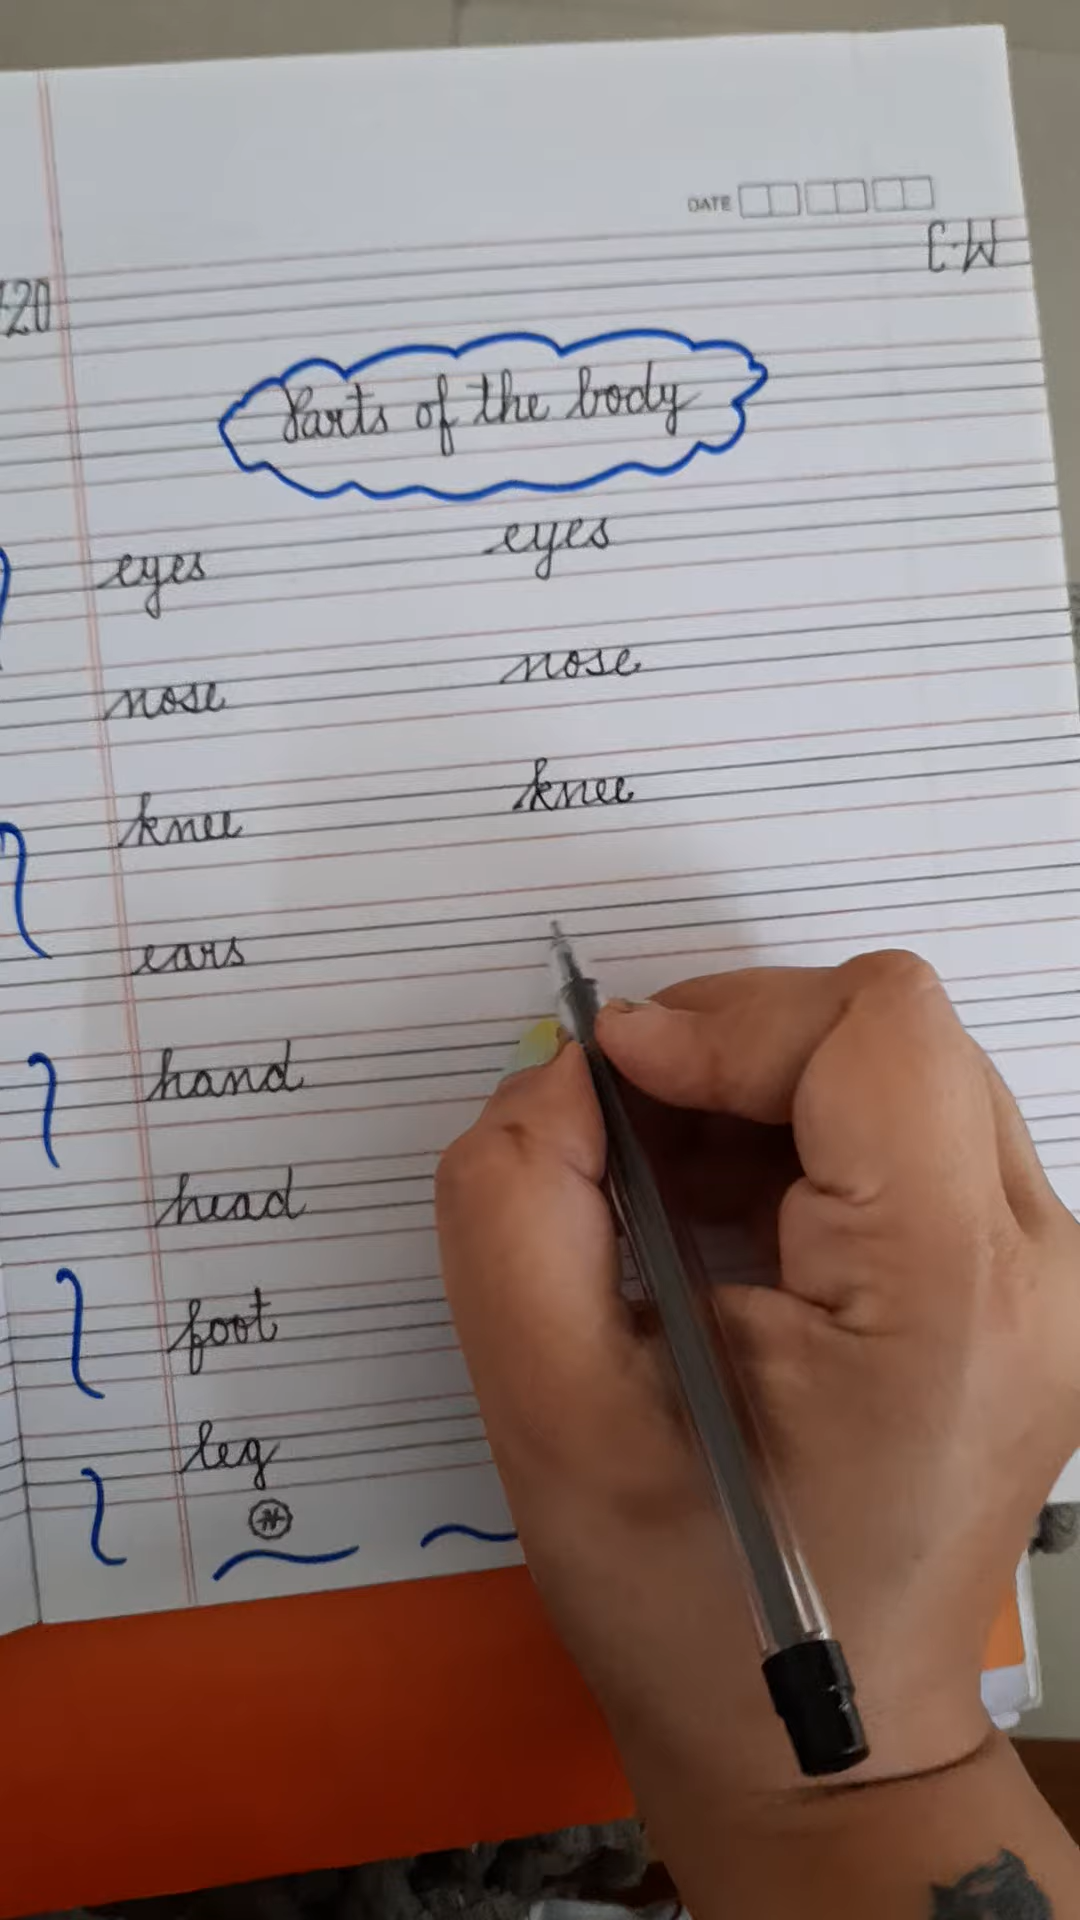 DATE
C.W
20
Parts of the body
eyes eyes
nose nose
knee knee
ears
hand
head
foot
leg